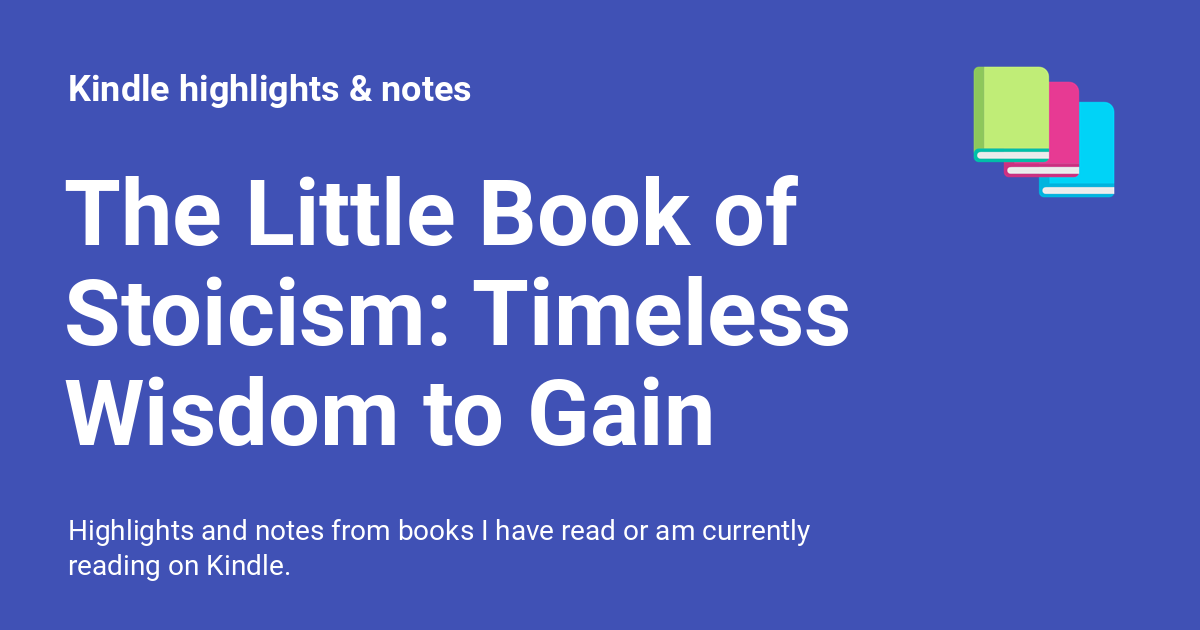 Kindle highlights & notes
The Little Book of
Stoicism: Timeless
Wisdom to Gain
Highlights and notes from books I have read or am currently
reading on Kindle.